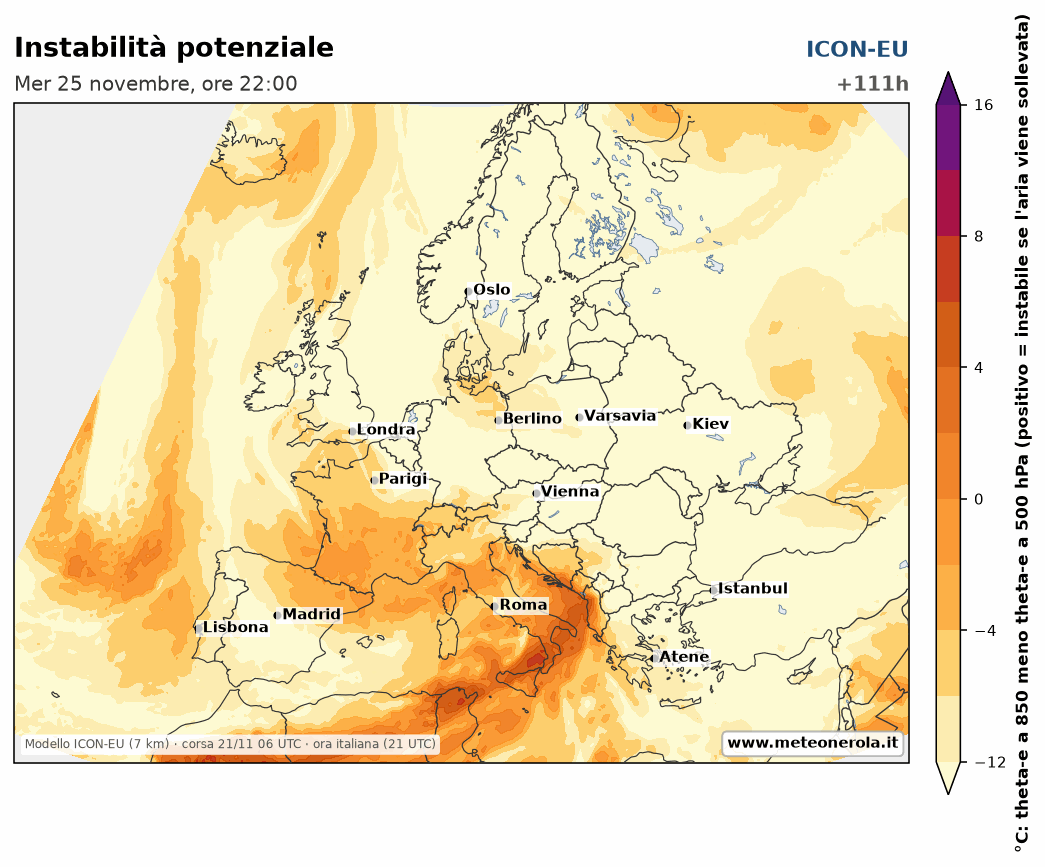 Instabilità potenziale
ICON-EU
Mer 25 novembre, ore 22:00
+111h
Oslo
Berlino
Varsavia
Kiev
Londra
Parigi
Vienna
Istanbul
Roma
Madrid
Lisbona
Atene
Modello ICON-EU (7 km) · corsa 21/11 06 UTC · ora italiana (21 UTC)
www.meteonerola.it
16
8
4
0
−4
−12
°C: theta-e a 850 meno theta-e a 500 hPa (positivo = instabile se l'aria viene sollevata)